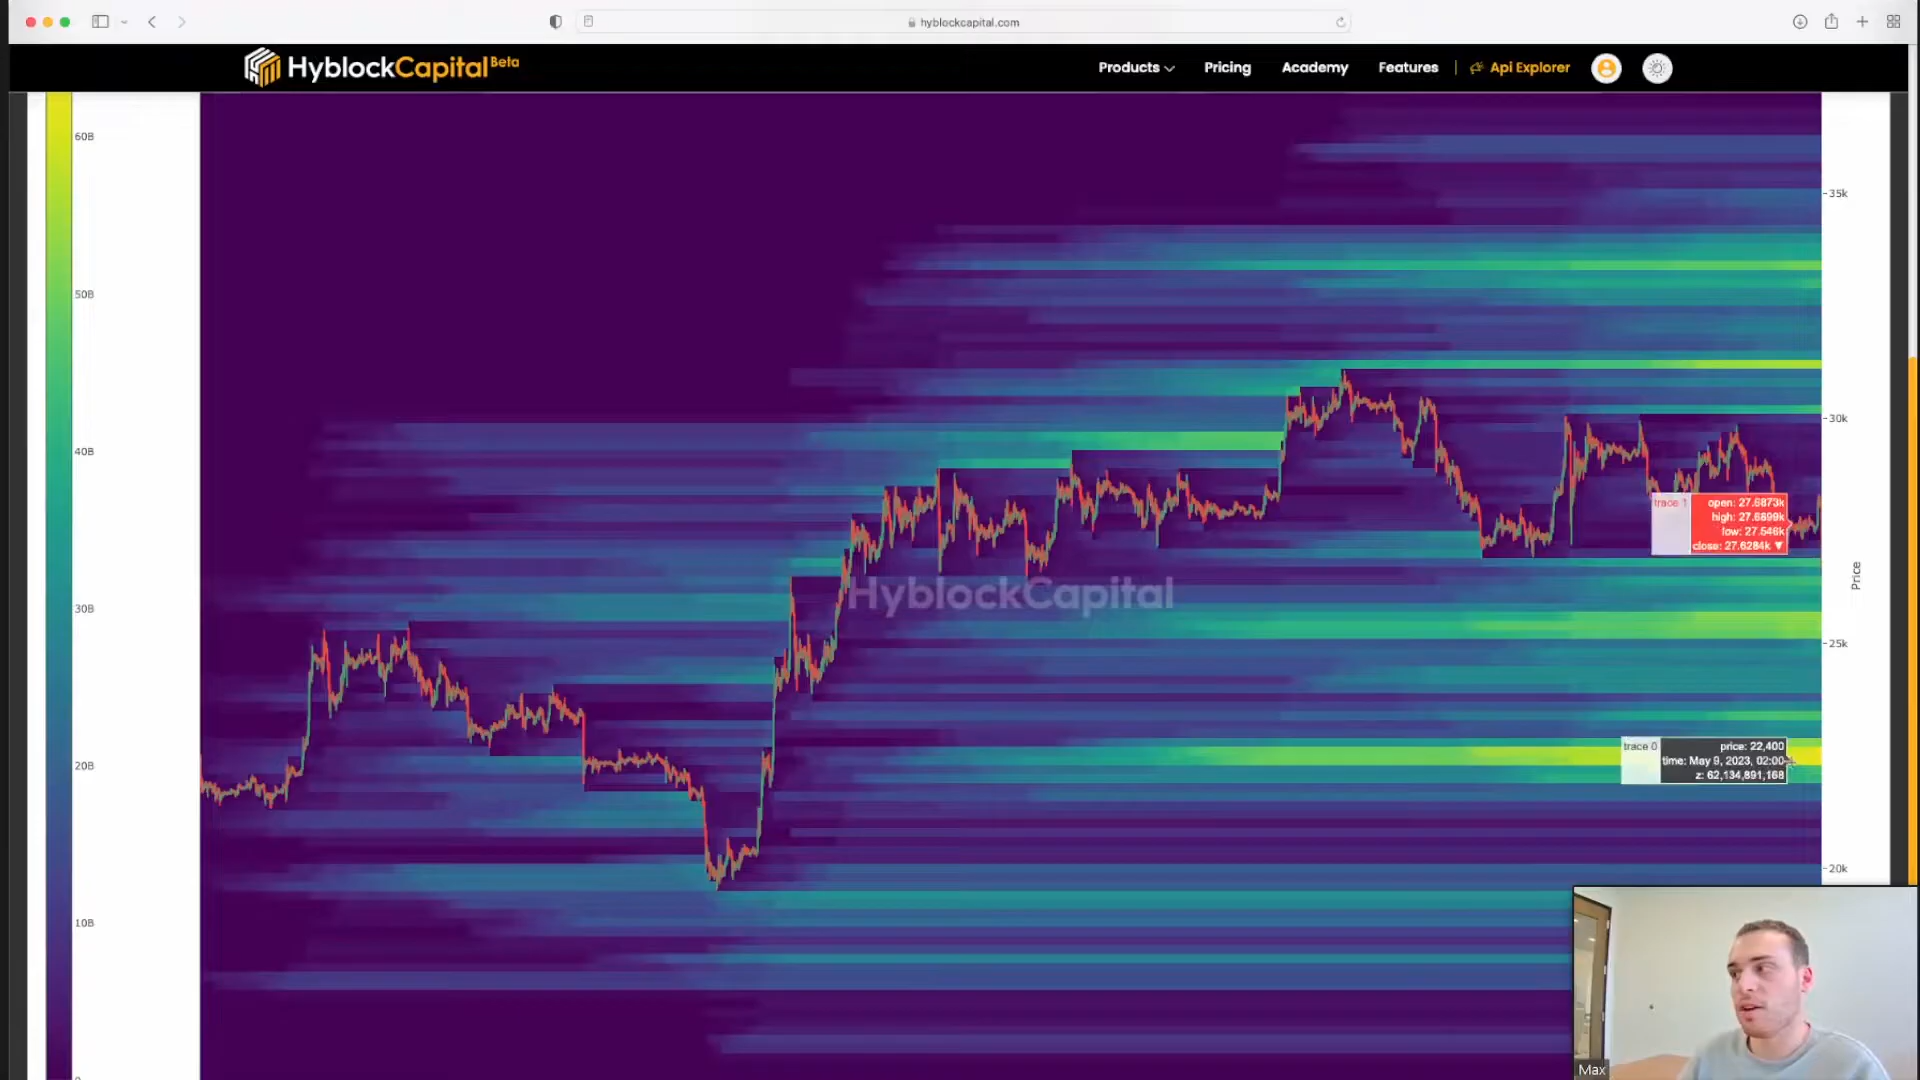 hyblockcapital.com
HyblockCapital Beta
Products
Pricing
Academy
Features
Api Explorer
60B
50B
40B
30B
20B
10B
0
35k
30k
25k
20k
Price
HyblockCapital
trace 1
open: 27.6873k
high: 27.6899k
low: 27.546k
close: 27.6284k ▼
trace 0
price: 22,400
time: May 9, 2023, 02:00
z: 62,134,891,168
Max